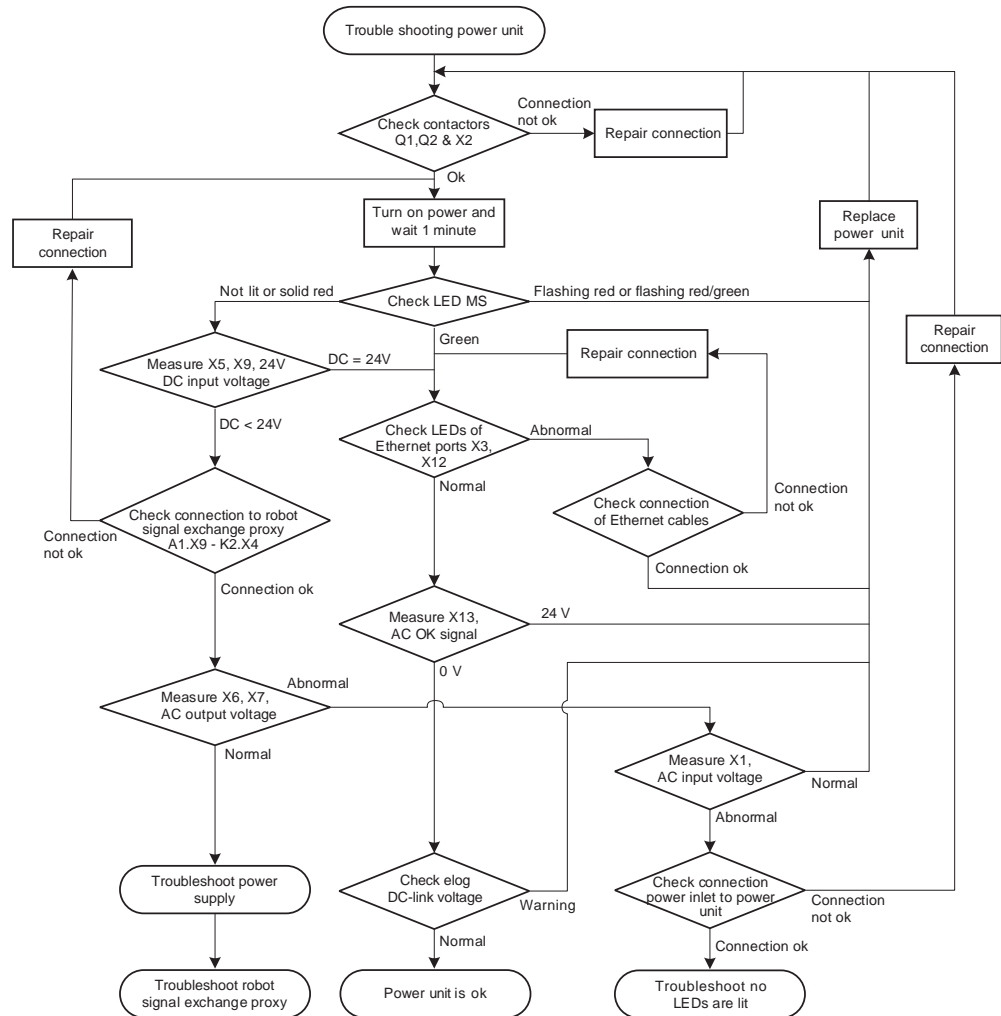 Trouble shooting power unit
Check contactors
Q1,Q2 & X2
Connection
not ok
Repair connection
Ok
Turn on power and
wait 1 minute
Repair
connection
Replace
power unit
Not lit or solid red
Check LED MS
Flashing red or flashing red/green
Green
Repair connection
Repair
connection
Measure X5, X9, 24V
DC input voltage
DC = 24V
DC < 24V
Check LEDs of
Ethernet ports X3,
X12
Abnormal
Normal
Check connection
of Ethernet cables
Connection
not ok
Connection ok
Check connection to robot
signal exchange proxy
A1.X9 - K2.X4
Connection
not ok
Connection ok
Measure X13,
AC OK signal
24 V
0 V
Measure X6, X7,
AC output voltage
Abnormal
Normal
Measure X1,
AC input voltage
Normal
Abnormal
Troubleshoot power
supply
Check elog
DC-link voltage
Warning
Normal
Check connection
power inlet to power
unit
Connection
not ok
Connection ok
Troubleshoot robot
signal exchange proxy
Power unit is ok
Troubleshoot no
LEDs are lit